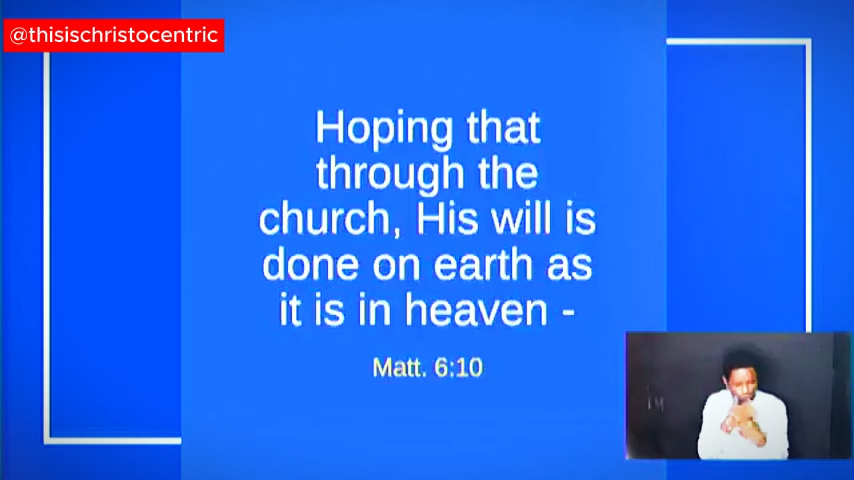 @thisischristocentric
Hoping that
through the
church, His will is
done on earth as
it is in heaven -
Matt. 6:10